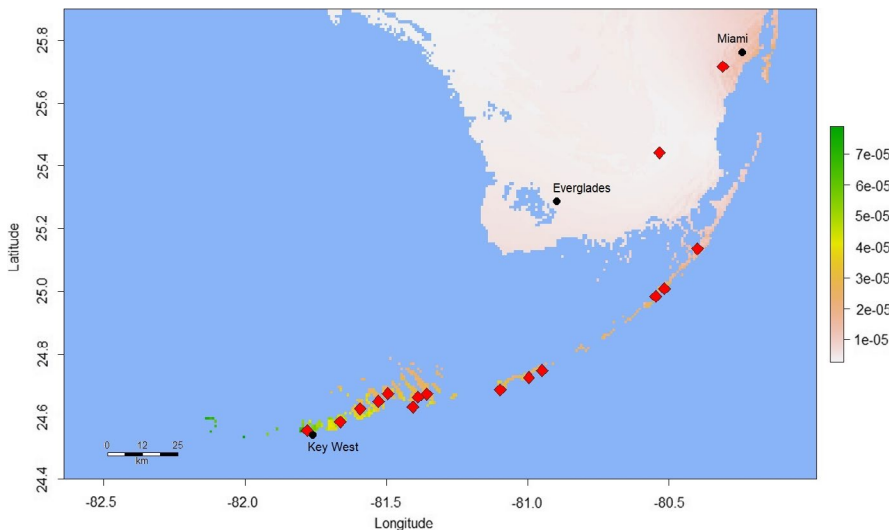 25.8
25.6
25.4
25.2
25.0
24.8
24.6
24.4
Latitude
Miami
Everglades
Key West
0 12 25
km
-82.5 -82.0 -81.5 -81.0 -80.5
Longitude
7e-05
6e-05
5e-05
4e-05
3e-05
2e-05
1e-05